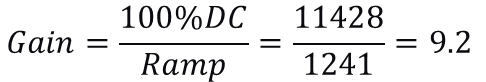 Gain = 100%DC / Ramp = 11428 / 1241 = 9.2